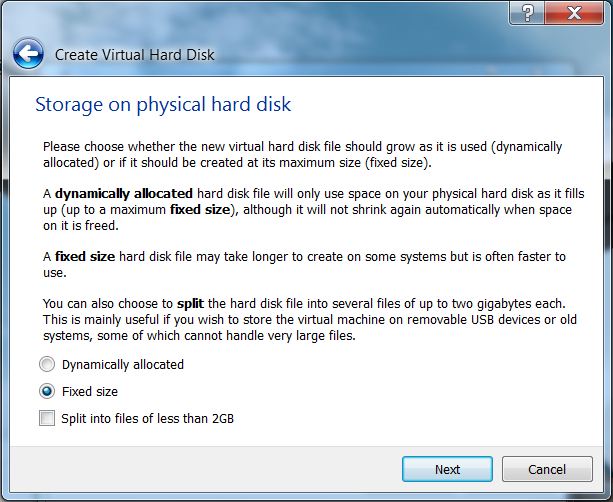 ?
X
Create Virtual Hard Disk
Storage on physical hard disk
Please choose whether the new virtual hard disk file should grow as it is used (dynamically
allocated) or if it should be created at its maximum size (fixed size).
A dynamically allocated hard disk file will only use space on your physical hard disk as it fills
up (up to a maximum fixed size), although it will not shrink again automatically when space
on it is freed.
A fixed size hard disk file may take longer to create on some systems but is often faster to
use.
You can also choose to split the hard disk file into several files of up to two gigabytes each.
This is mainly useful if you wish to store the virtual machine on removable USB devices or old
systems, some of which cannot handle very large files.
Dynamically allocated
Fixed size
Split into files of less than 2GB
Next
Cancel